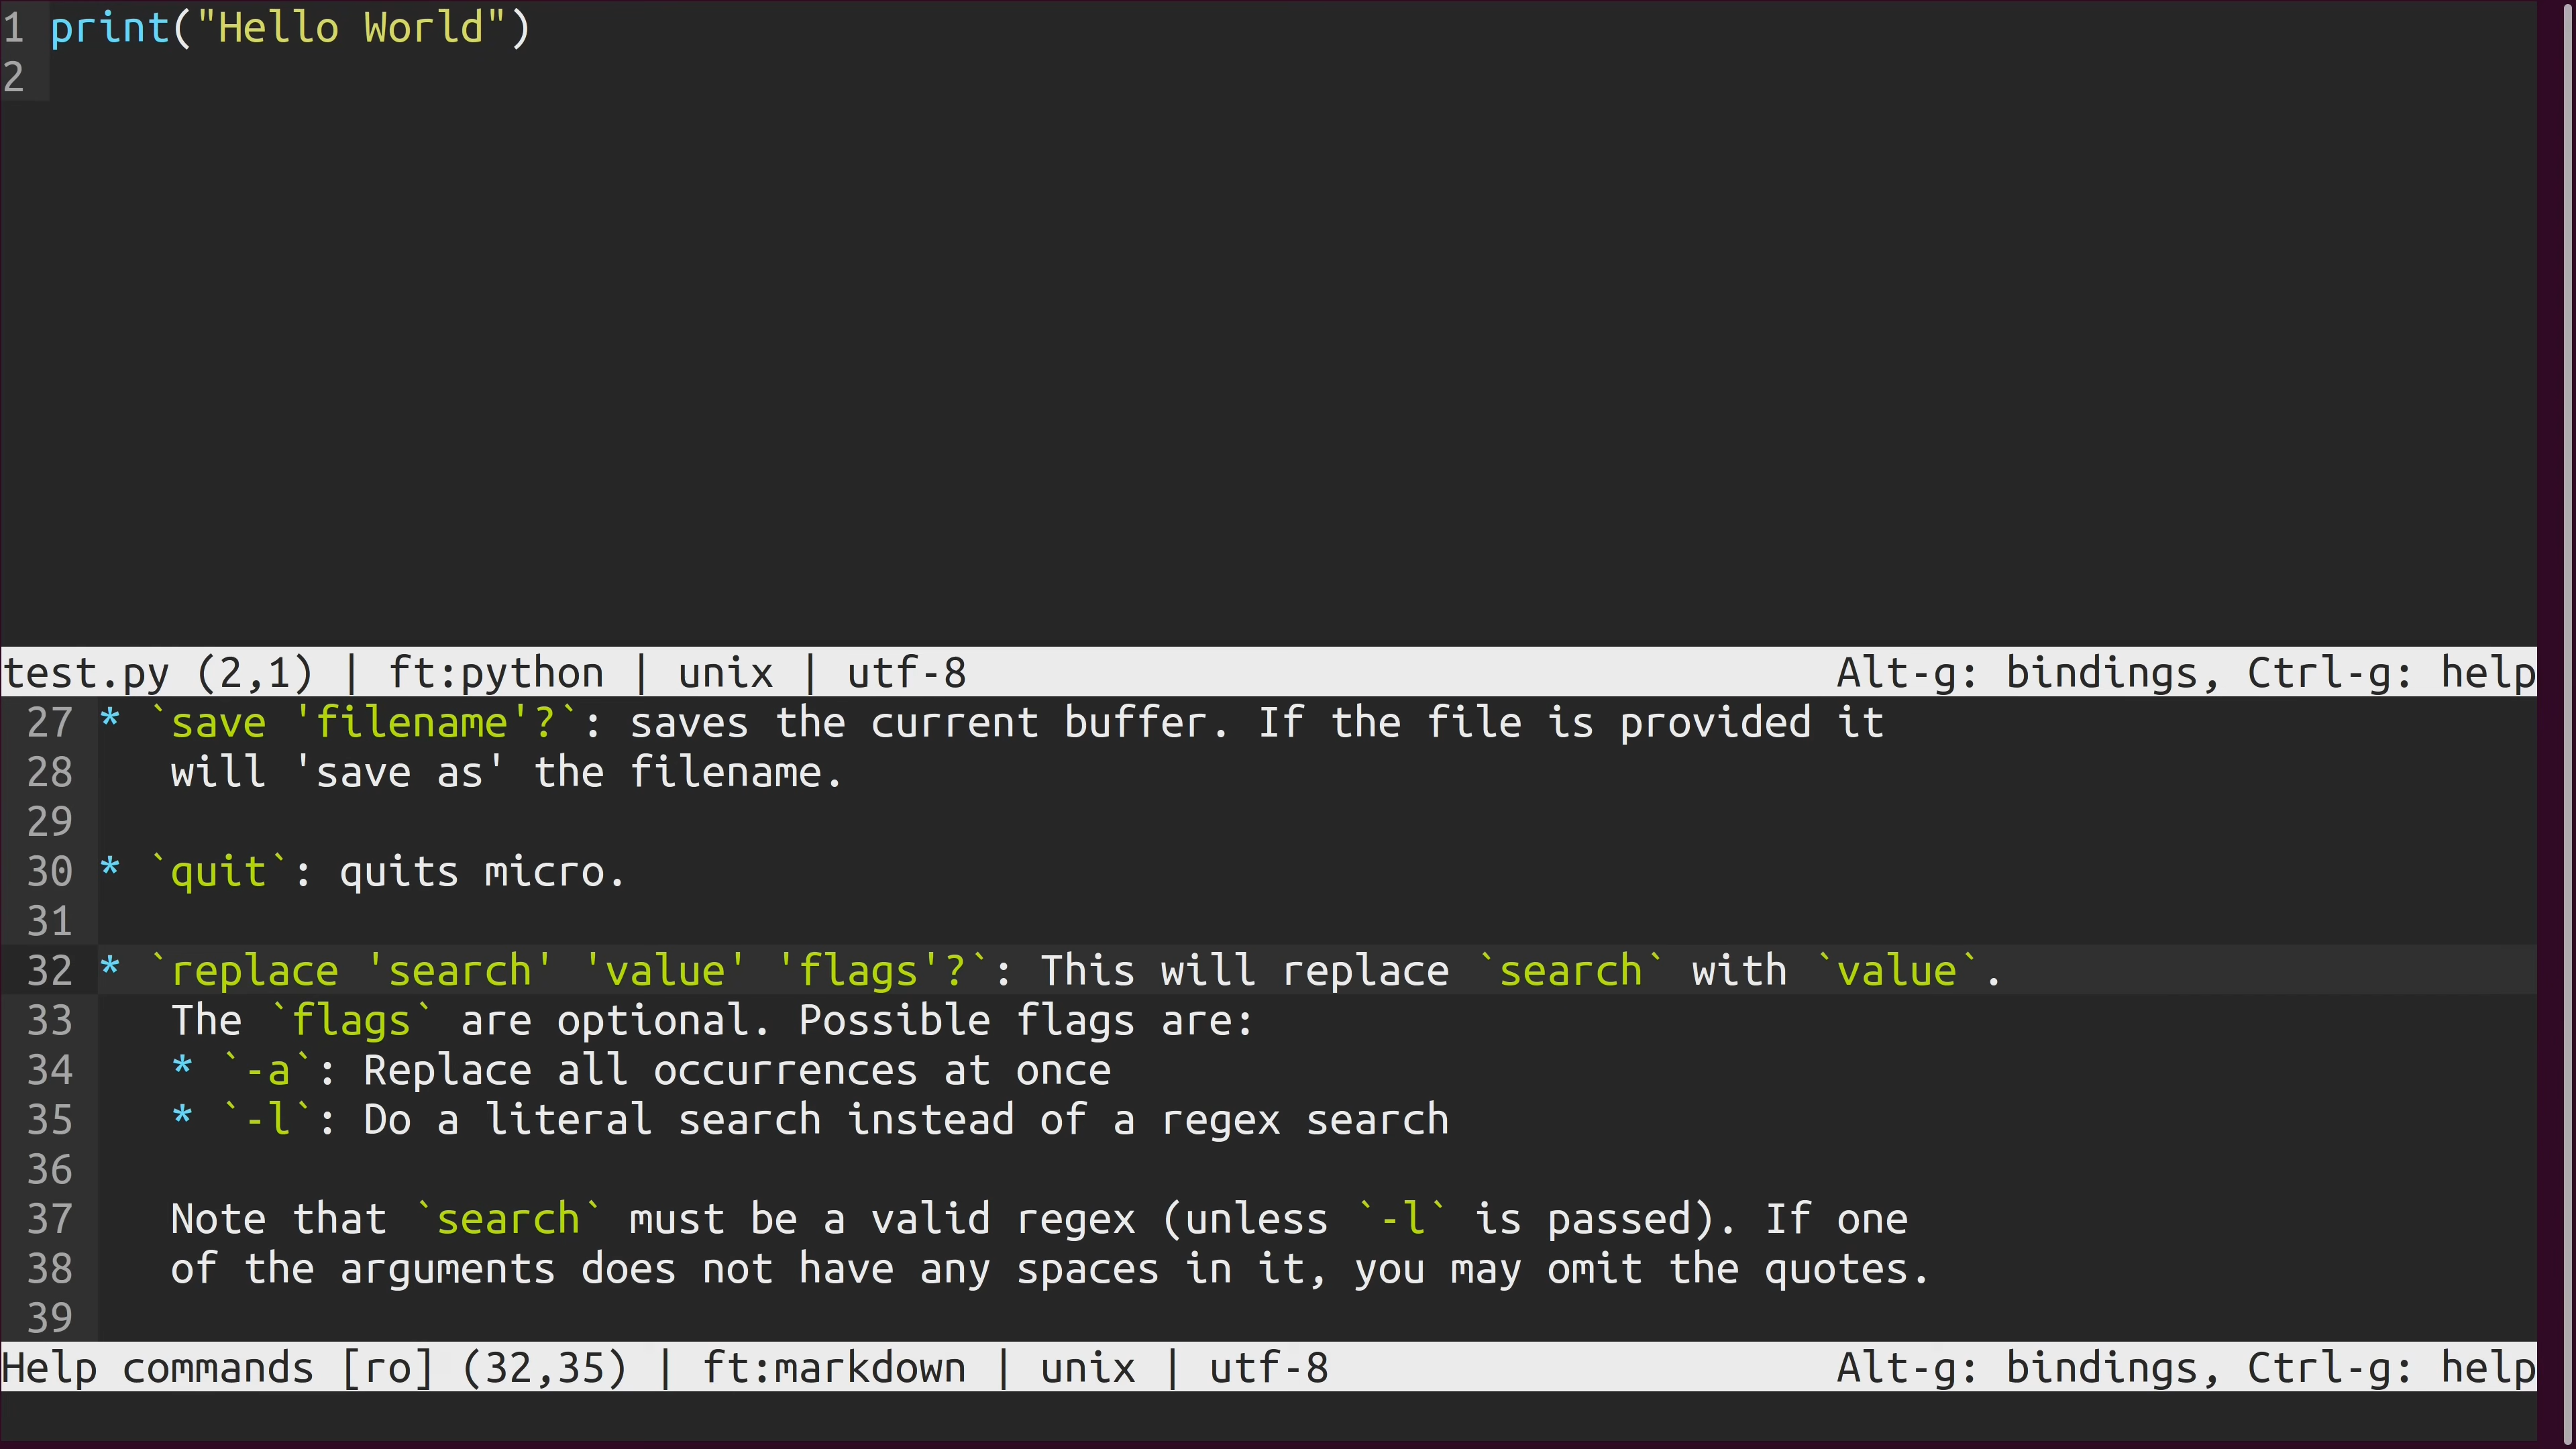 1 print("Hello World")
2
test.py (2,1) | ft:python | unix | utf-8 Alt-g: bindings, Ctrl-g: help
27 * `save 'filename'?`: saves the current buffer. If the file is provided it
28 will 'save as' the filename.
29
30 * `quit`: quits micro.
31
32 * `replace 'search' 'value' 'flags'?`: This will replace `search` with `value`.
33 The `flags` are optional. Possible flags are:
34 * `-a`: Replace all occurrences at once
35 * `-l`: Do a literal search instead of a regex search
36
37 Note that `search` must be a valid regex (unless `-l` is passed). If one
38 of the arguments does not have any spaces in it, you may omit the quotes.
39
Help commands [ro] (32,35) | ft:markdown | unix | utf-8 Alt-g: bindings, Ctrl-g: help